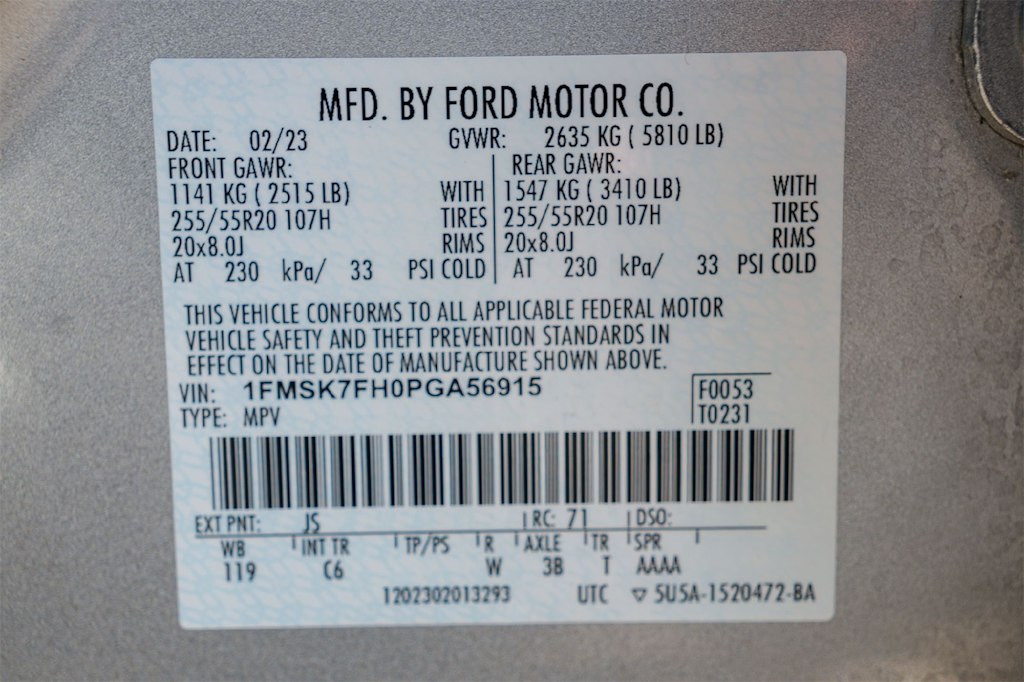 MFD. BY FORD MOTOR CO.
DATE: 02/23 GVWR: 2635 KG ( 5810 LB)
FRONT GAWR: REAR GAWR:
1141 KG ( 2515 LB) WITH 1547 KG ( 3410 LB) WITH
255/55R20 107H TIRES 255/55R20 107H TIRES
20x8.0J RIMS 20x8.0J RIMS
AT 230 kPa/ 33 PSI COLD AT 230 kPa/ 33 PSI COLD
THIS VEHICLE CONFORMS TO ALL APPLICABLE FEDERAL MOTOR
VEHICLE SAFETY AND THEFT PREVENTION STANDARDS IN
EFFECT ON THE DATE OF MANUFACTURE SHOWN ABOVE.
VIN: 1FMSK7FH0PGA56915 F0053
TYPE: MPV T0231
EXT PNT: JS RC: 71 DSO:
WB INT TR TP/PS R AXLE TR SPR
119 C6 W 3B T AAAA
1202302013293 UTC ▽ 5U5A-1520472-BA